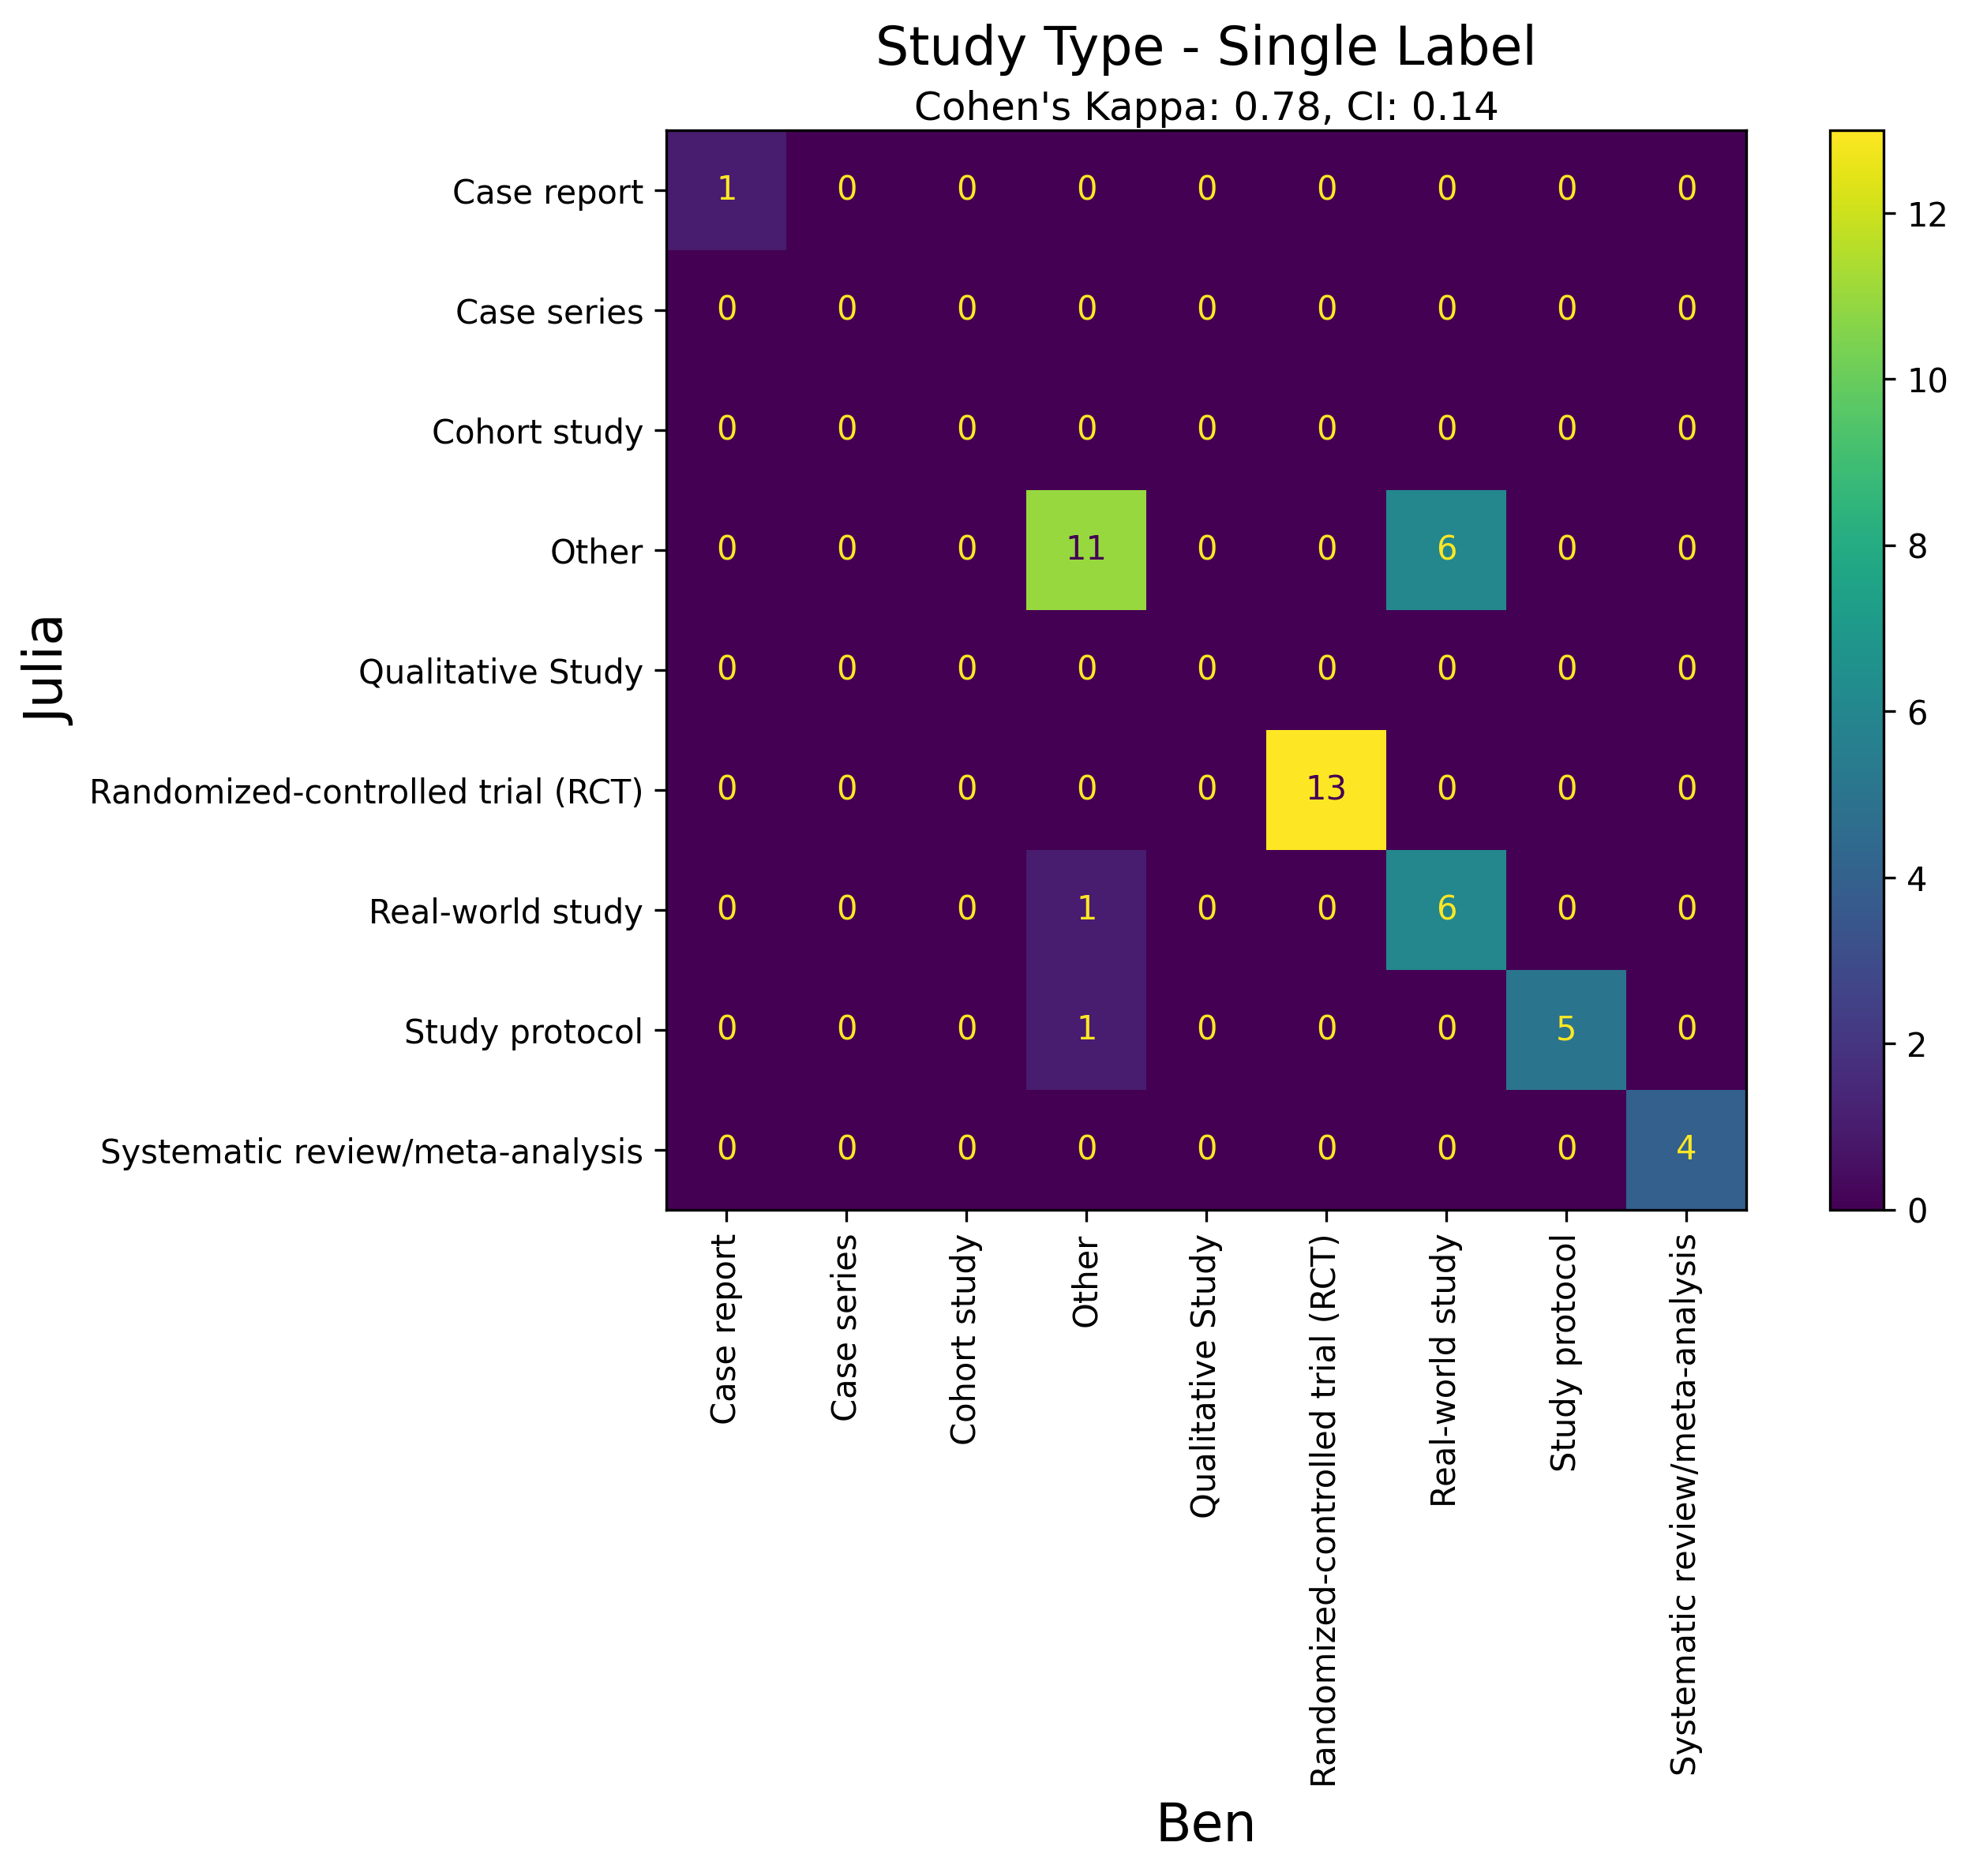 Study Type - Single Label
Cohen's Kappa: 0.78, CI: 0.14
Julia
Case report 1 0 0 0 0 0 0 0 0
Case series 0 0 0 0 0 0 0 0 0
Cohort study 0 0 0 0 0 0 0 0 0
Other 0 0 0 11 0 0 6 0 0
Qualitative Study 0 0 0 0 0 0 0 0 0
Randomized-controlled trial (RCT) 0 0 0 0 0 13 0 0 0
Real-world study 0 0 0 1 0 0 6 0 0
Study protocol 0 0 0 1 0 0 0 5 0
Systematic review/meta-analysis 0 0 0 0 0 0 0 0 4
Case report
Case series
Cohort study
Other
Qualitative Study
Randomized-controlled trial (RCT)
Real-world study
Study protocol
Systematic review/meta-analysis
Ben
12
10
8
6
4
2
0